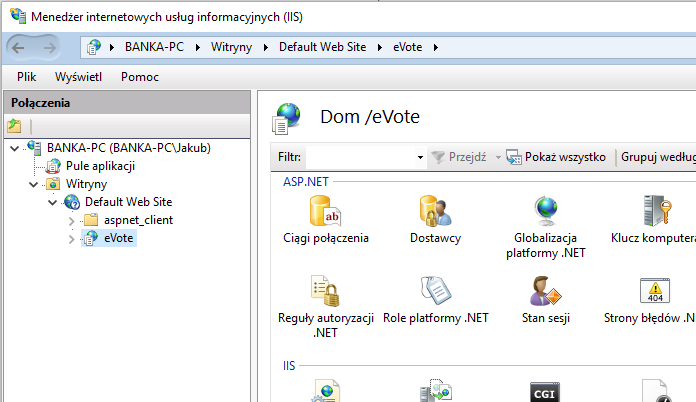 Menedżer internetowych usług informacyjnych (IIS)
BANKA-PC Witryny Default Web Site eVote
Plik Wyświetl Pomoc
Połączenia
BANKA-PC (BANKA-PC\Jakub)
Pule aplikacji
Witryny
Default Web Site
aspnet_client
eVote
Dom /eVote
Filtr: Przejdź Pokaż wszystko Grupuj według
ASP.NET
ab
Ciągi połączenia
Dostawcy
Globalizacja
platformy .NET
Klucz komputera
Reguły autoryzacji
.NET
Role platformy .NET
Stan sesji
404
Strony błędów .N
IIS
CGI